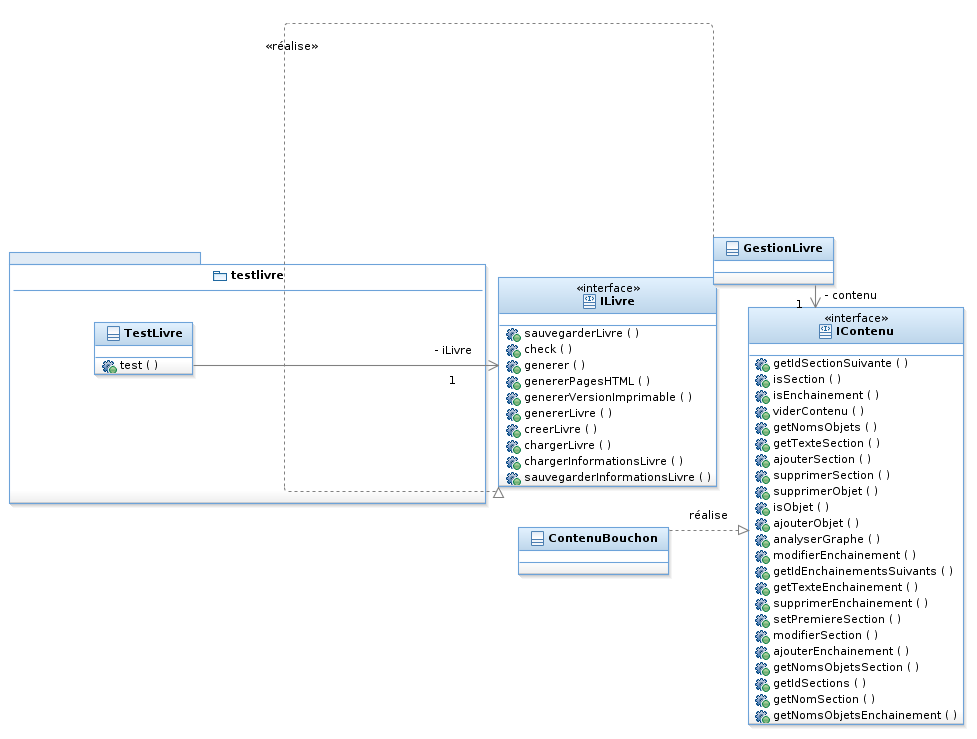 «réalise»
testlivre
TestLivre
test ( )
- iLivre
1
«interface»
ILivre
sauvegarderLivre ( )
check ( )
generer ( )
genererPagesHTML ( )
genererVersionImprimable ( )
genererLivre ( )
creerLivre ( )
chargerLivre ( )
chargerInformationsLivre ( )
sauvegarderInformationsLivre ( )
GestionLivre
- contenu
1
«interface»
IContenu
getIdSectionSuivante ( )
isSection ( )
isEnchainement ( )
viderContenu ( )
getNomsObjets ( )
getTexteSection ( )
ajouterSection ( )
supprimerSection ( )
supprimerObjet ( )
isObjet ( )
ajouterObjet ( )
analyserGraphe ( )
modifierEnchainement ( )
getIdEnchainementsSuivants ( )
getTexteEnchainement ( )
supprimerEnchainement ( )
setPremiereSection ( )
modifierSection ( )
ajouterEnchainement ( )
getNomsObjetsSection ( )
getIdSections ( )
getNomSection ( )
getNomsObjetsEnchainement ( )
réalise
ContenuBouchon